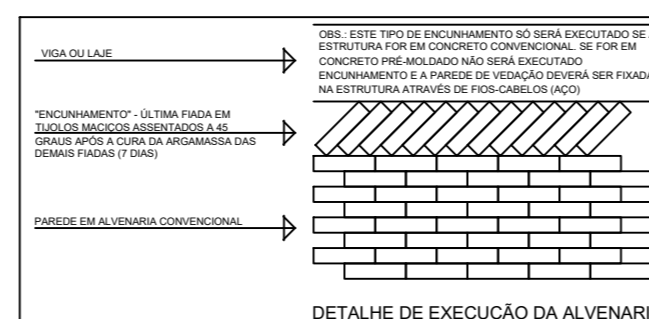 OBS.: ESTE TIPO DE ENCUNHAMENTO SÓ SERÁ EXECUTADO SE
ESTRUTURA FOR EM CONCRETO CONVENCIONAL. SE FOR EM
CONCRETO PRÉ-MOLDADO NÃO SERÁ EXECUTADO
ENCUNHAMENTO E A PAREDE DE VEDAÇÃO DEVERÁ SER FIXADA
NA ESTRUTURA ATRAVÉS DE FIOS-CABELOS (AÇO)
VIGA OU LAJE
"ENCUNHAMENTO" - ÚLTIMA FIADA EM
TIJOLOS MACIÇOS ASSENTADOS A 45
GRAUS APÓS A CURA DA ARGAMASSA DAS
DEMAIS FIADAS (7 DIAS)
PAREDE EM ALVENARIA CONVENCIONAL
DETALHE DE EXECUÇÃO DA ALVENARI